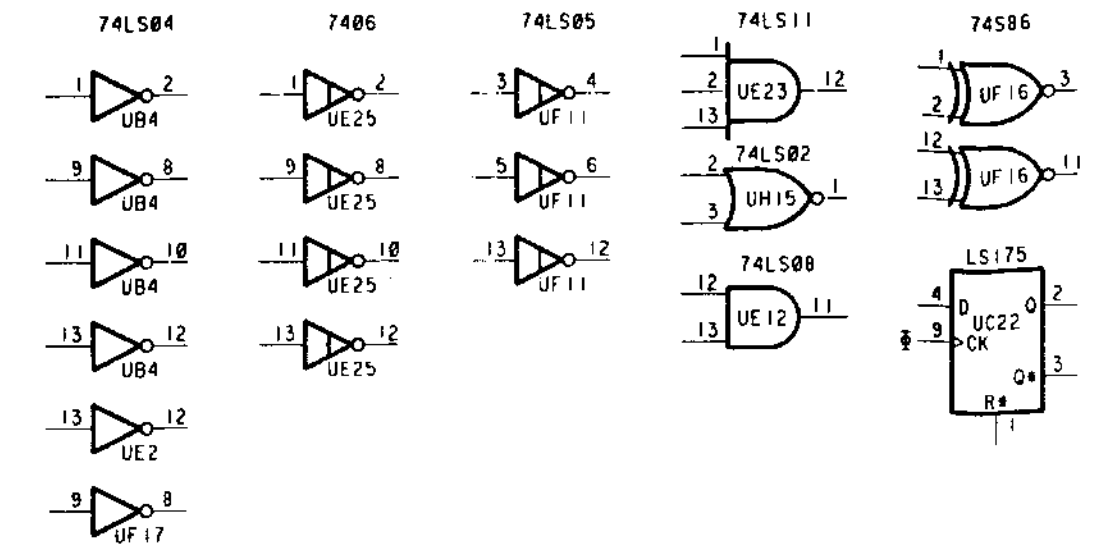 74LS04
1 2
UB4
9 8
UB4
11 10
UB4
13 12
UB4
13 12
UE2
9 8
UF17
7406
1 2
UE25
9 8
UE25
11 10
UE25
13 12
UE25
74LS05
3 4
UF11
5 6
UF11
13 12
UF11
74LS11
1
2 UE23 12
13
74LS02
2
UH15 1
3
74LS08
12
UE12 11
13
74S86
1
UF16 3
2
12
UF16 11
13
LS175
4 D Q 2
UC22
Φ 9 CK
Q* 3
R*
1